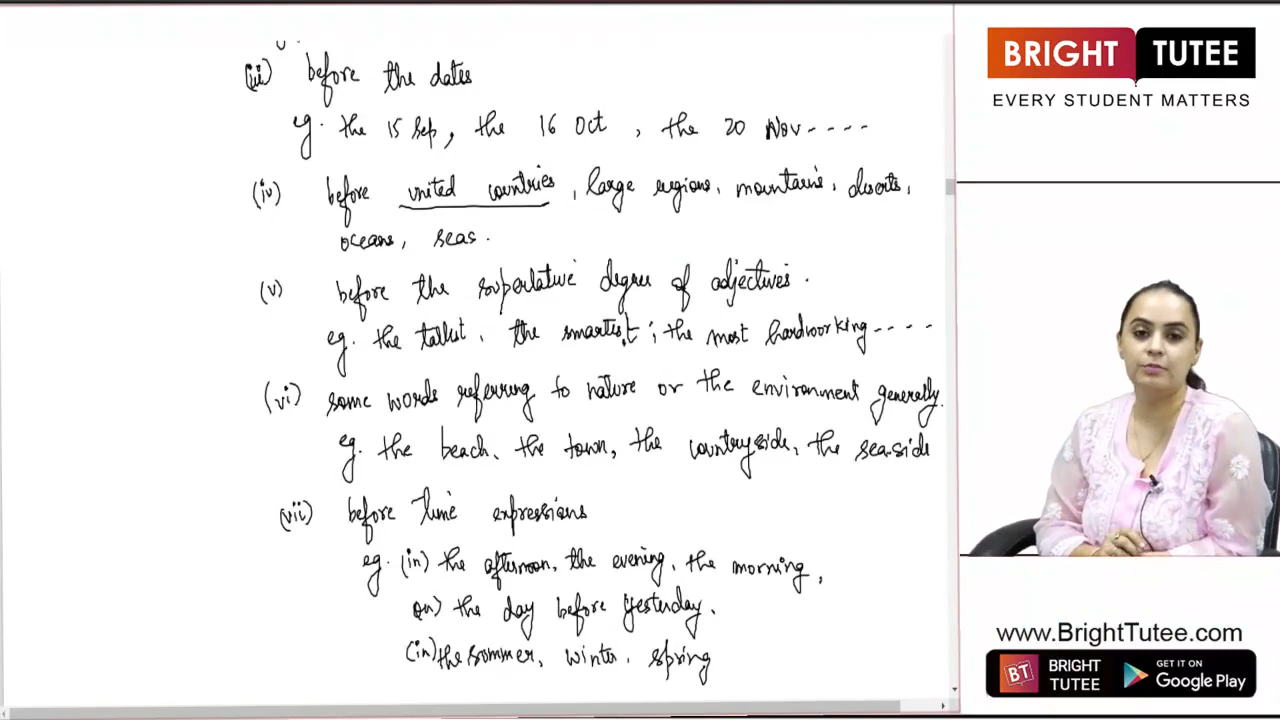 (iii) before the dates
eg. the 15 Sep, the 16 Oct, the 20 Nov----
(iv) before united countries, large regions, mountains, deserts,
oceans, seas.
(v) before the superlative degree of adjectives.
eg. the tallest, the smartest, the most hardworking----
(vi) some words referring to nature or the environment generally.
eg. the beach, the town, the countryside, the sea-side
(vii) before time expressions
eg. (in) the afternoon, the evening, the morning,
on) the day before yesterday.
(in) the summer, winter, spring
BRIGHT TUTEE
EVERY STUDENT MATTERS
www.BrightTutee.com
BT BRIGHT TUTEE
GET IT ON
Google Play